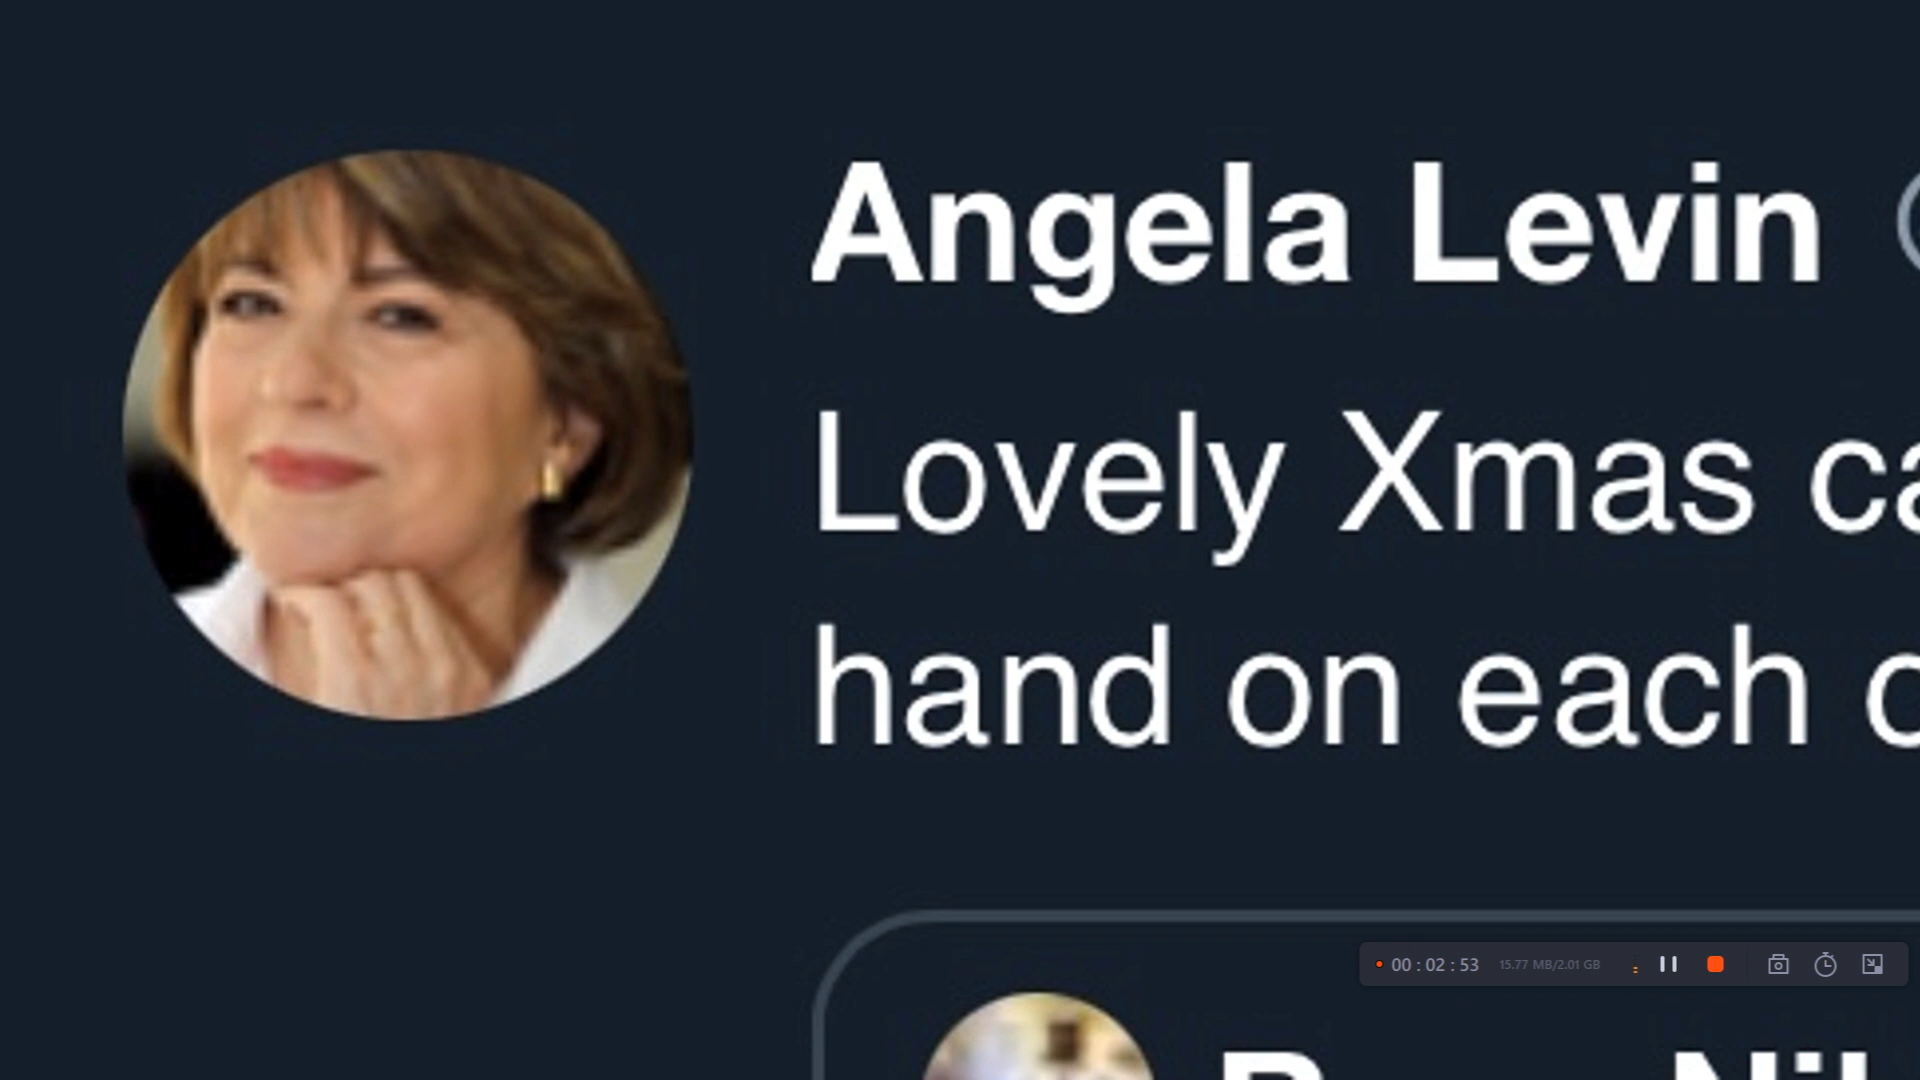 Angela Levin
Lovely Xmas
hand on each
00 : 02 : 53 15.77 MB/2.01 GB